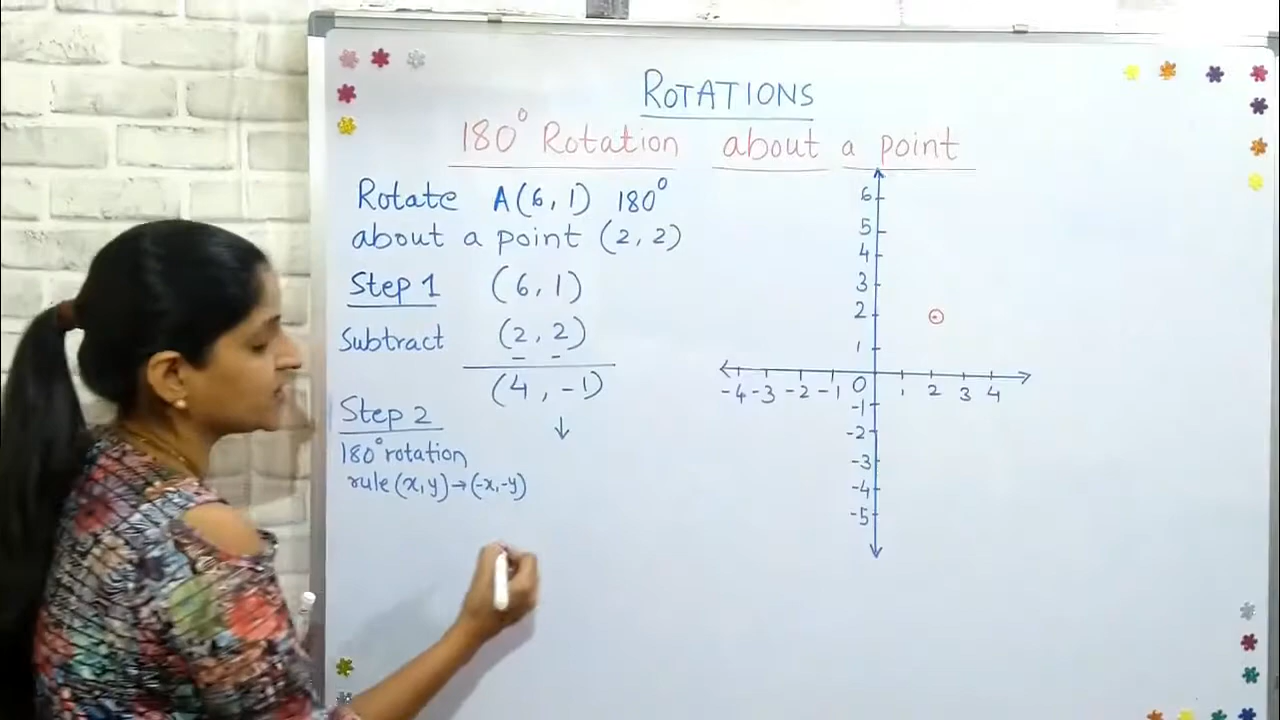 ROTATIONS
180° Rotation about a point
Rotate A(6, 1) 180°
about a point (2, 2)
Step 1 (6, 1)
Subtract (2, 2)
− −
(4, -1)
↓
Step 2
180° rotation
rule (x, y) → (-x, -y)
6
5
4
3
2
1
-4 -3 -2 -1 0 1 2 3 4
-1
-2
-3
-4
-5